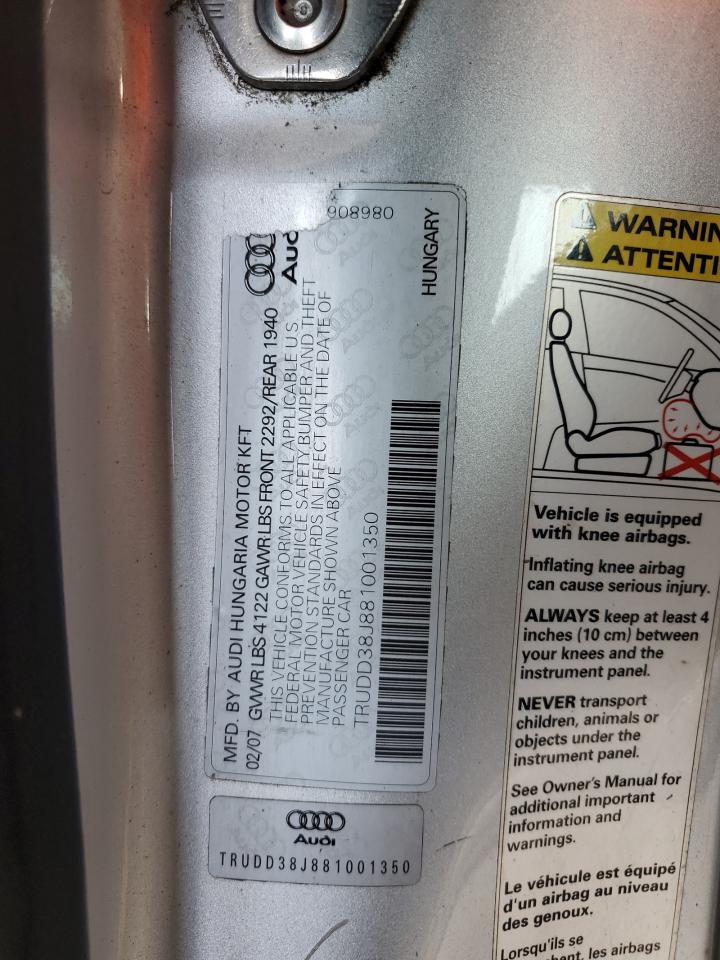 908980
HUNGARY
Audi
MFD. BY AUDI HUNGARIA MOTOR KFT
02/07 GVWR LBS 4122 GAWR LBS FRONT 2292/REAR 1940
THIS VEHICLE CONFORMS TO ALL APPLICABLE U.S.
FEDERAL MOTOR VEHICLE SAFETY, BUMPER AND THEFT
PREVENTION STANDARDS IN EFFECT ON THE DATE OF
MANUFACTURE SHOWN ABOVE
PASSENGER CAR
TRUDD38J881001350
Audi
TRUDD38J881001350
WARNIN
ATTENTI
Vehicle is equipped
with knee airbags.
Inflating knee airbag
can cause serious injury.
ALWAYS keep at least 4
inches (10 cm) between
your knees and the
instrument panel.
NEVER transport
children, animals or
objects under the
instrument panel.
See Owner's Manual for
additional important
information and
warnings.
Le véhicule est équipé
d'un airbag au niveau
des genoux.
Lorsqu'ils se
les airbags